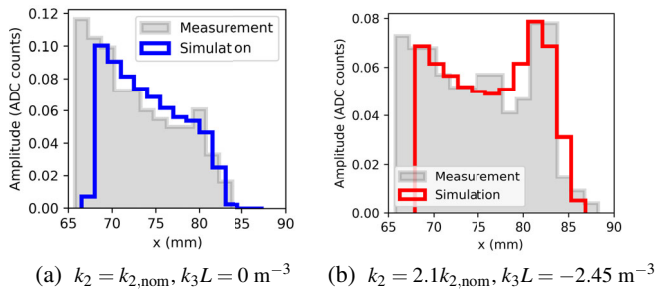 0.12
0.10
0.08
0.06
0.04
0.02
0.00
Amplitude (ADC counts)
Measurement
Simulation
65 70 75 80 85 90
x (mm)
0.08
0.06
0.04
0.02
0.00
Amplitude (ADC counts)
Measurement
Simulation
65 70 75 80 85 90
x (mm)
(a) k₂ = k₂,nom, k₃L = 0 m⁻³
(b) k₂ = 2.1k₂,nom, k₃L = −2.45 m⁻³